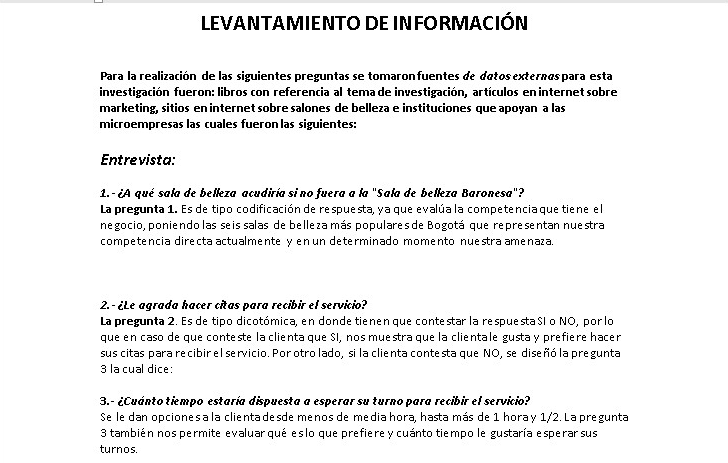 LEVANTAMIENTO DE INFORMACIÓN
Para la realización de las siguientes preguntas se tomaron fuentes de datos externas para esta
investigación fueron: libros con referencia al tema de investigación, artículos en internet sobre
marketing, sitios en internet sobre salones de belleza e instituciones que apoyan a las
microempresas las cuales fueron las siguientes:
Entrevista:
1.- ¿A qué sala de belleza acudiría si no fuera a la "Sala de belleza Baronesa"?
La pregunta 1. Es de tipo codificación de respuesta, ya que evalúa la competencia que tiene el
negocio, poniendo las seis salas de belleza más populares de Bogotá que representan nuestra
competencia directa actualmente y en un determinado momento nuestra amenaza.
2.- ¿Le agrada hacer citas para recibir el servicio?
La pregunta 2. Es de tipo dicotómica, en donde tienen que contestar la respuesta SI o NO, por lo
que en caso de que conteste la clienta que SI, nos muestra que la clienta le gusta y prefiere hacer
sus citas para recibir el servicio. Por otro lado, si la clienta contesta que NO, se diseñó la pregunta
3 la cual dice:
3.- ¿Cuánto tiempo estaría dispuesta a esperar su turno para recibir el servicio?
Se le dan opciones a la clienta desde menos de media hora, hasta más de 1 hora y 1/2. La pregunta
3 también nos permite evaluar qué es lo que prefiere y cuánto tiempo le gustaría esperar sus
turnos.